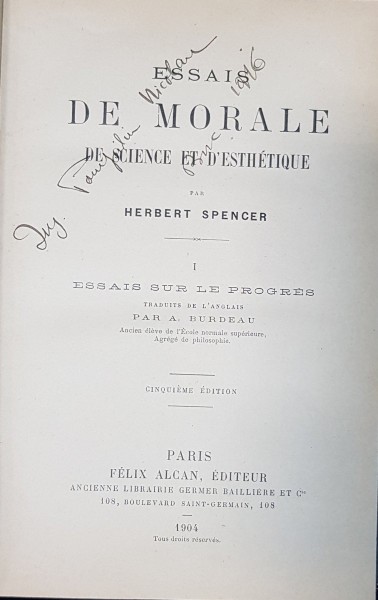 ESSAIS
DE MORALE
DE SCIENCE ET D'ESTHÉTIQUE
PAR
HERBERT SPENCER
I
ESSAIS SUR LE PROGRÈS
TRADUITS DE L'ANGLAIS
PAR A. BURDEAU
Ancien élève de l'École normale supérieure,
Agrégé de philosophie.
CINQUIÈME ÉDITION
PARIS
FÉLIX ALCAN, ÉDITEUR
ANCIENNE LIBRAIRIE GERMER BAILLIÈRE ET Cie
108, BOULEVARD SAINT-GERMAIN, 108
1904
Tous droits réservés.